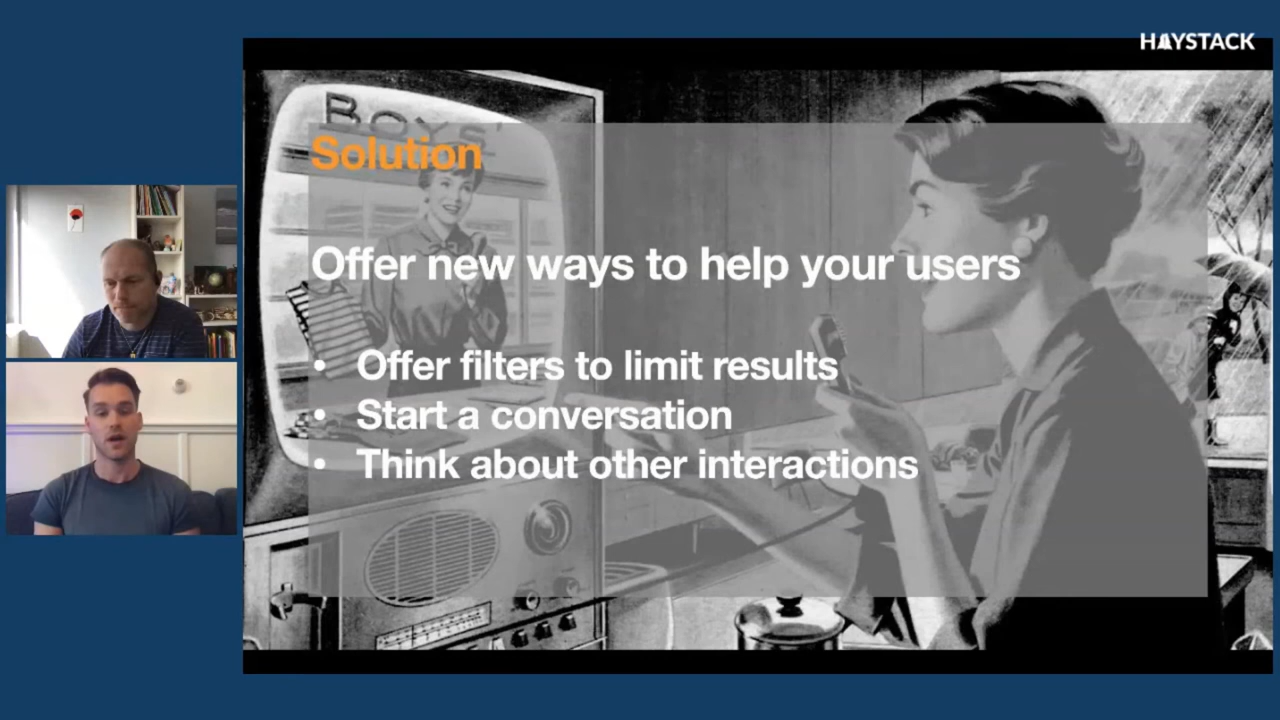 HAYSTACK
BOYS'
Solution
Offer new ways to help your users
• Offer filters to limit results
• Start a conversation
• Think about other interactions